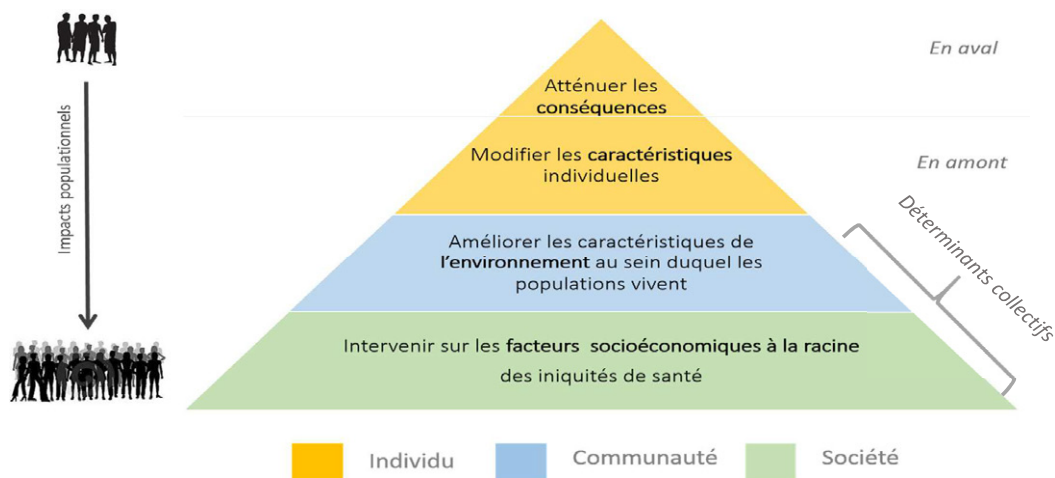 En aval
Atténuer les
conséquences
Impacts populationnels
Modifier les caractéristiques
individuelles
En amont
Améliorer les caractéristiques de
l'environnement au sein duquel les
populations vivent
Déterminants collectifs
Intervenir sur les facteurs socioéconomiques à la racine
des iniquités de santé
Individu
Communauté
Société